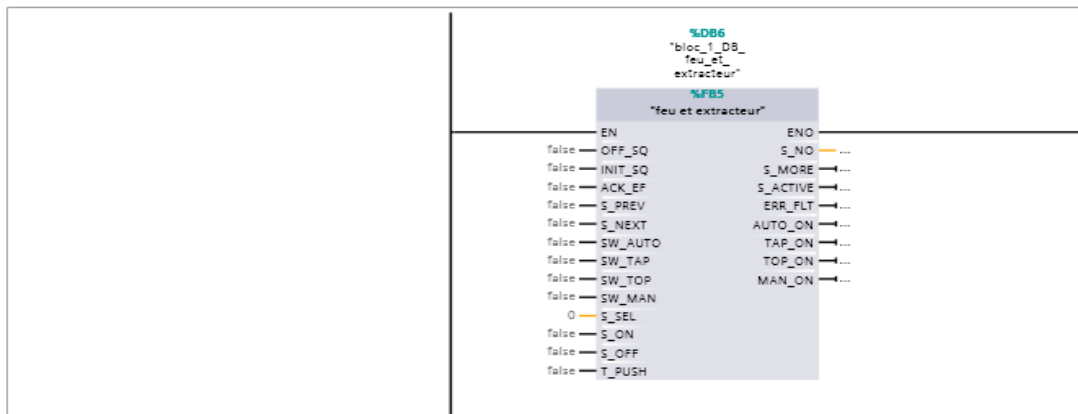 %DB6
"bloc_1_DB_
feu_et_
extracteur"
%FB5
"feu et extracteur"
EN ENO
false OFF_SQ S_NO ...
false INIT_SQ S_MORE ...
false ACK_EF S_ACTIVE ...
false S_PREV ERR_FLT ...
false S_NEXT AUTO_ON ...
false SW_AUTO TAP_ON ...
false SW_TAP TOP_ON ...
false SW_TOP MAN_ON ...
false SW_MAN
0 S_SEL
false S_ON
false S_OFF
false T_PUSH